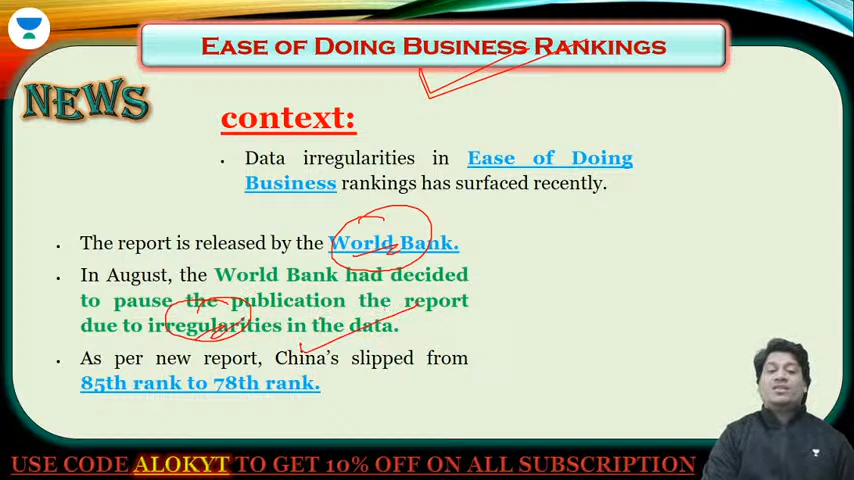 EASE OF DOING BUSINESS RANKINGS
NEWS
context:
• Data irregularities in Ease of Doing
Business rankings has surfaced recently.
• The report is released by the World Bank.
• In August, the World Bank had decided
to pause the publication the report
due to irregularities in the data.
• As per new report, China's slipped from
85th rank to 78th rank.
USE CODE ALOKYT TO GET 10% OFF ON ALL SUBSCRIPTION